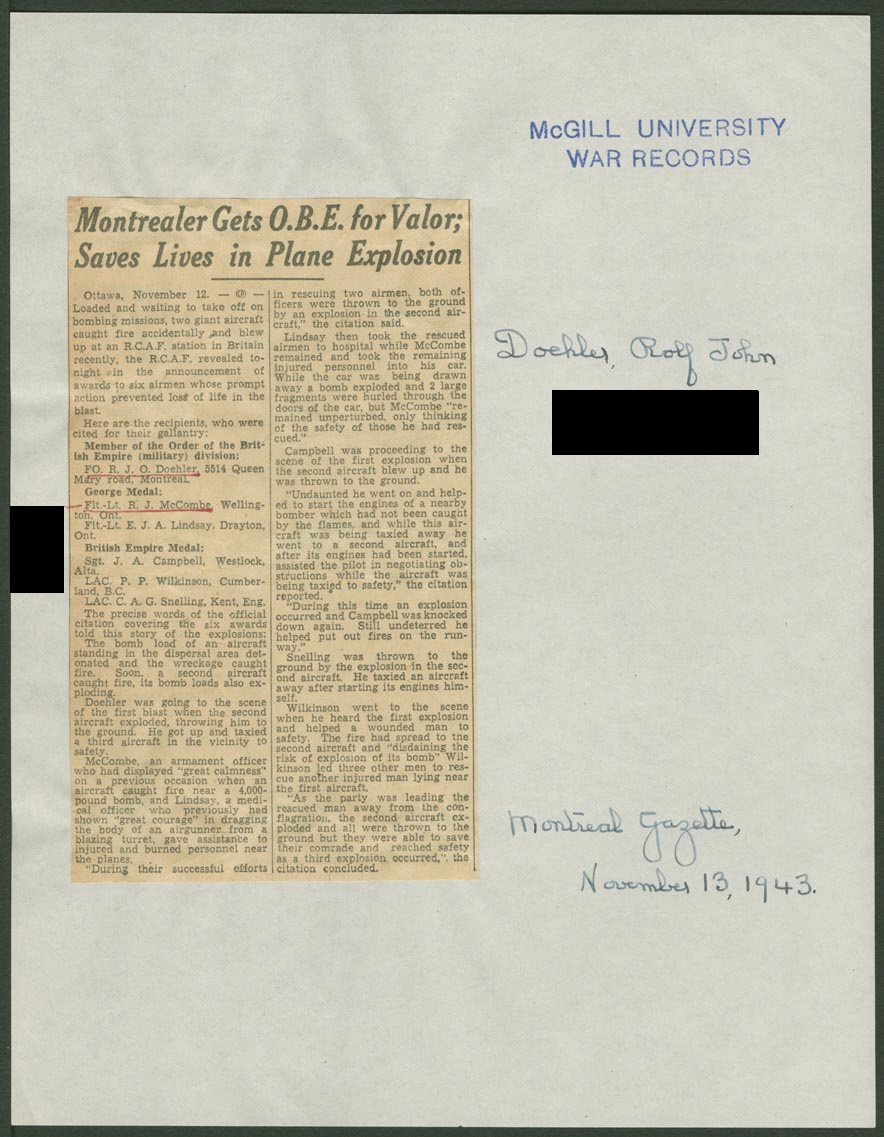 McGILL UNIVERSITY
WAR RECORDS
Montrealer Gets O.B.E. for Valor;
Saves Lives in Plane Explosion
Ottawa, November 12. — (CP) —
Loaded and waiting to take off on
bombing missions, two giant aircraft
caught fire accidentally and blew
up at an R.C.A.F. station in Britain
recently, the R.C.A.F. revealed to-
night in the announcement of
awards to six airmen whose prompt
action prevented loss of life in the
blast.
Here are the recipients, who were
cited for their gallantry:
Member of the Order of the Brit-
ish Empire (military) division:
FO. R. J. O. Doehler, 5514 Queen
Mary road, Montreal.
George Medal:
Flt.-Lt. R. J. McCombe, Welling-
ton, Ont.
Flt.-Lt. E. J. A. Lindsay, Drayton,
Ont.
British Empire Medal:
Sgt. J. A. Campbell, Westlock,
Alta.
LAC. P. P. Wilkinson, Cumber-
land, B.C.
LAC. C. A. G. Snelling, Kent, Eng.
The precise words of the official
citation covering the six awards
told this story of the explosions:
The bomb load of an aircraft
standing in the dispersal area det-
onated and the wreckage caught
fire. Soon, a second aircraft
caught fire, its bomb loads also ex-
ploding.
Doehler was going to the scene
of the first blast when the second
aircraft exploded, throwing him to
the ground. He got up and taxied
a third aircraft in the vicinity to
safety.
McCombe, an armament officer
who had displayed "great calmness"
on a previous occasion when an
aircraft caught fire near a 4,000-
pound bomb, and Lindsay, a medi-
cal officer who previously had
shown "great courage" in dragging
the body of an airgunner from a
blazing turret, gave assistance to
injured and burned personnel near
the planes.
"During their successful efforts
in rescuing two airmen, both of-
ficers were thrown to the ground
by an explosion in the second air-
craft," the citation said.
Lindsay then took the rescued
airmen to hospital while McCombe
remained and took the remaining
injured personnel into his car.
While the car was being drawn
away a bomb exploded and 2 large
fragments were hurled through the
doors of the car, but McCombe "re-
mained unperturbed, only thinking
of the safety of those he had res-
cued."
Campbell was proceeding to the
scene of the first explosion when
the second aircraft blew up and he
was thrown to the ground.
"Undaunted he went on and help-
ed to start the engines of a nearby
bomber which had not been caught
by the flames, and while this air-
craft was being taxied away he
went to a second aircraft, and
after its engines had been started,
assisted the pilot in negotiating ob-
structions while the aircraft was
being taxied to safety," the citation
reported.
"During this time an explosion
occurred and Campbell was knocked
down again. Still undeterred he
helped put out fires on the run-
way."
Snelling was thrown to the
ground by the explosion in the sec-
ond aircraft. He taxied an aircraft
away after starting its engines him-
self.
Wilkinson went to the scene
when he heard the first explosion
and helped a wounded man to
safety. The fire had spread to the
second aircraft and "disdaining the
risk of explosion of its bomb" Wil-
kinson led three other men to res-
cue another injured man lying near
the first aircraft.
"As the party was leading the
rescued man away from the con-
flagration, the second aircraft ex-
ploded and all were thrown to the
ground but they were able to save
their comrade and reached safety
as a third explosion occurred,". the
citation concluded.
Doehler, Rolf John
Montreal Gazette,
November 13, 1943.